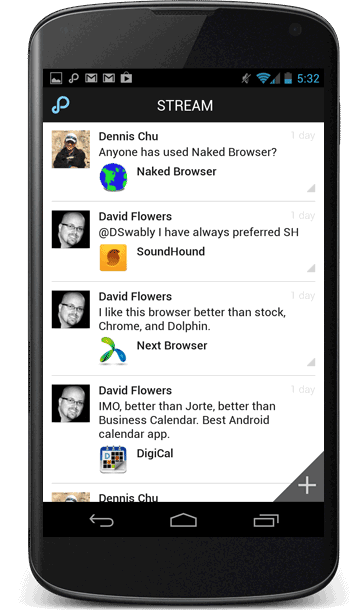 5:32
STREAM
Dennis Chu
1 day
Anyone has used Naked Browser?
Naked Browser
David Flowers
1 day
@DSwably I have always preferred SH
SoundHound
David Flowers
1 day
I like this browser better than stock,
Chrome, and Dolphin.
Next Browser
David Flowers
1 day
IMO, better than Jorte, better than
Business Calendar. Best Android
calendar app.
DigiCal
Dennis Chu